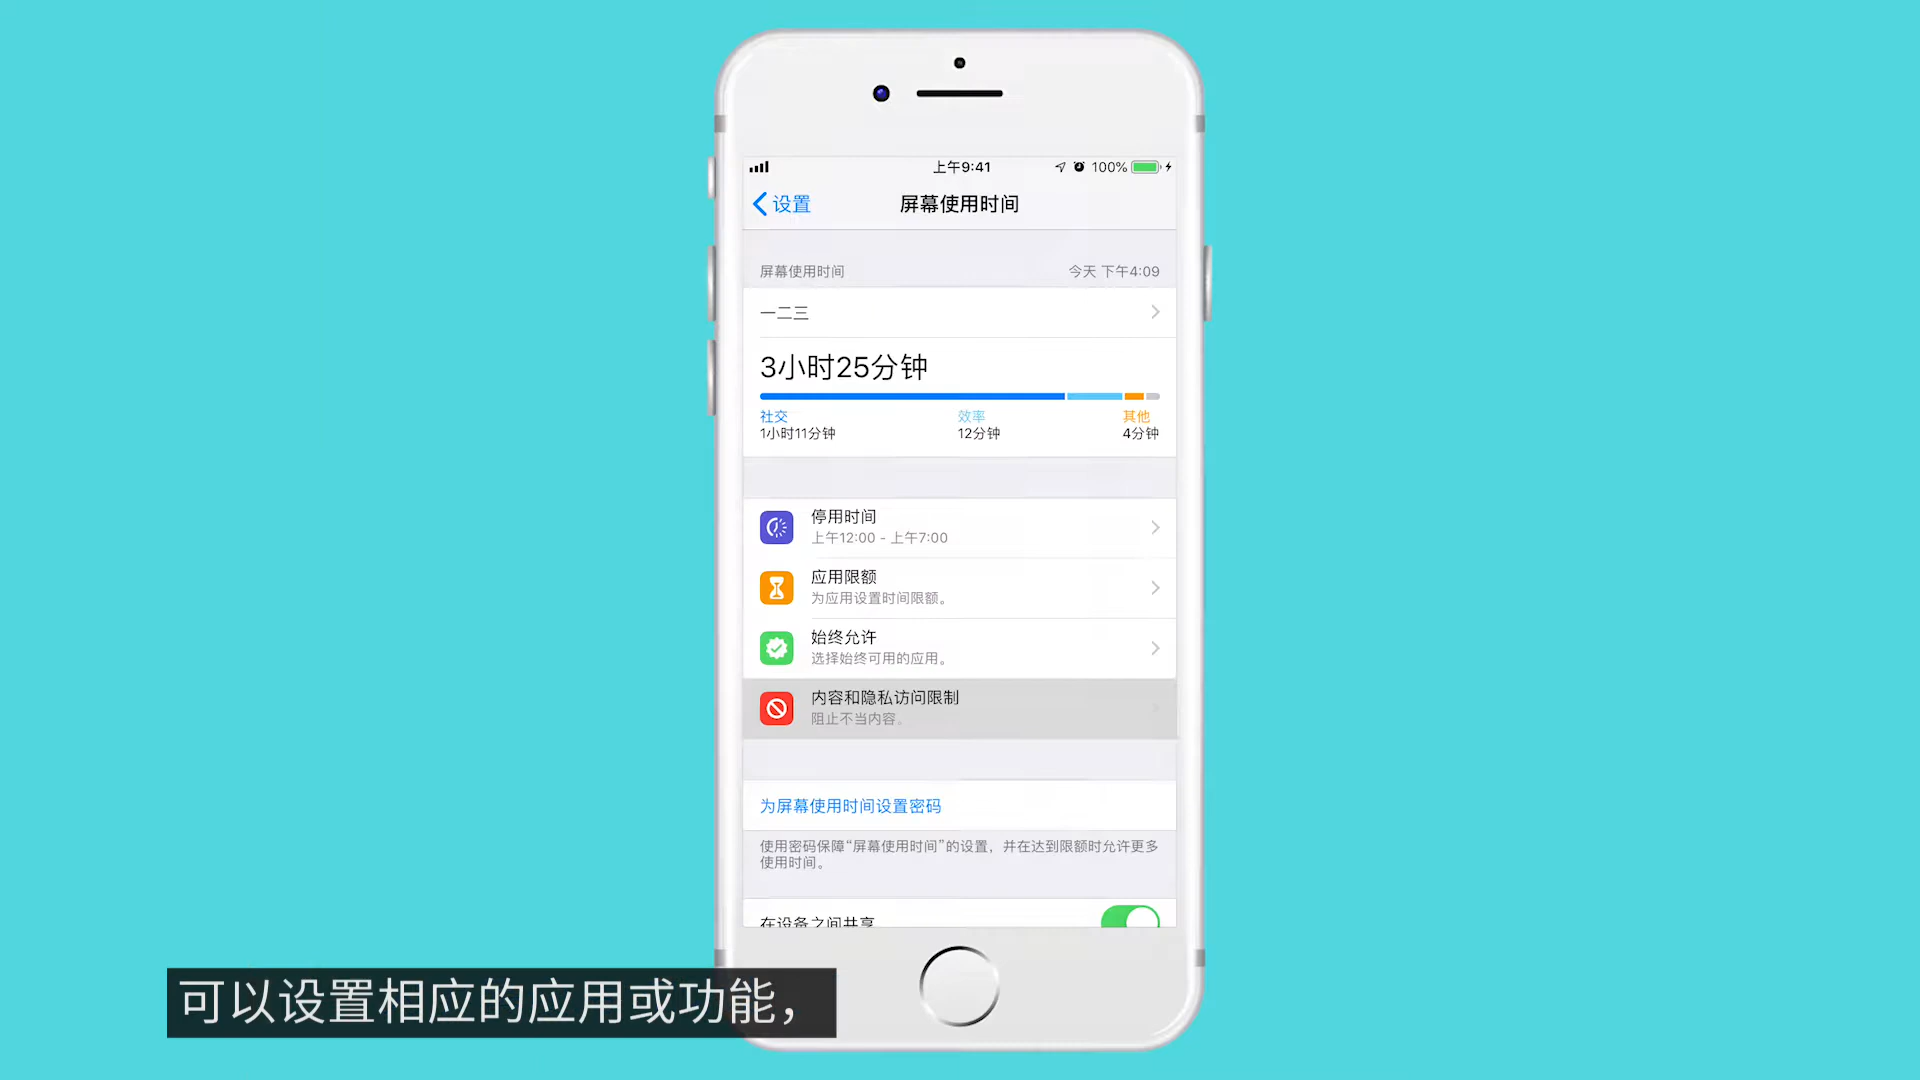 上午9:41
100%
设置
屏幕使用时间
屏幕使用时间
今天 下午4:09
一二三
3小时25分钟
社交
效率
其他
1小时11分钟
12分钟
4分钟
停用时间
上午12:00 - 上午7:00
应用限额
为应用设置时间限额。
始终允许
选择始终可用的应用。
内容和隐私访问限制
阻止不当内容。
为屏幕使用时间设置密码
使用密码保障“屏幕使用时间”的设置，并在达到限额时允许更多
使用时间。
在设备之间共享
可以设置相应的应用或功能，